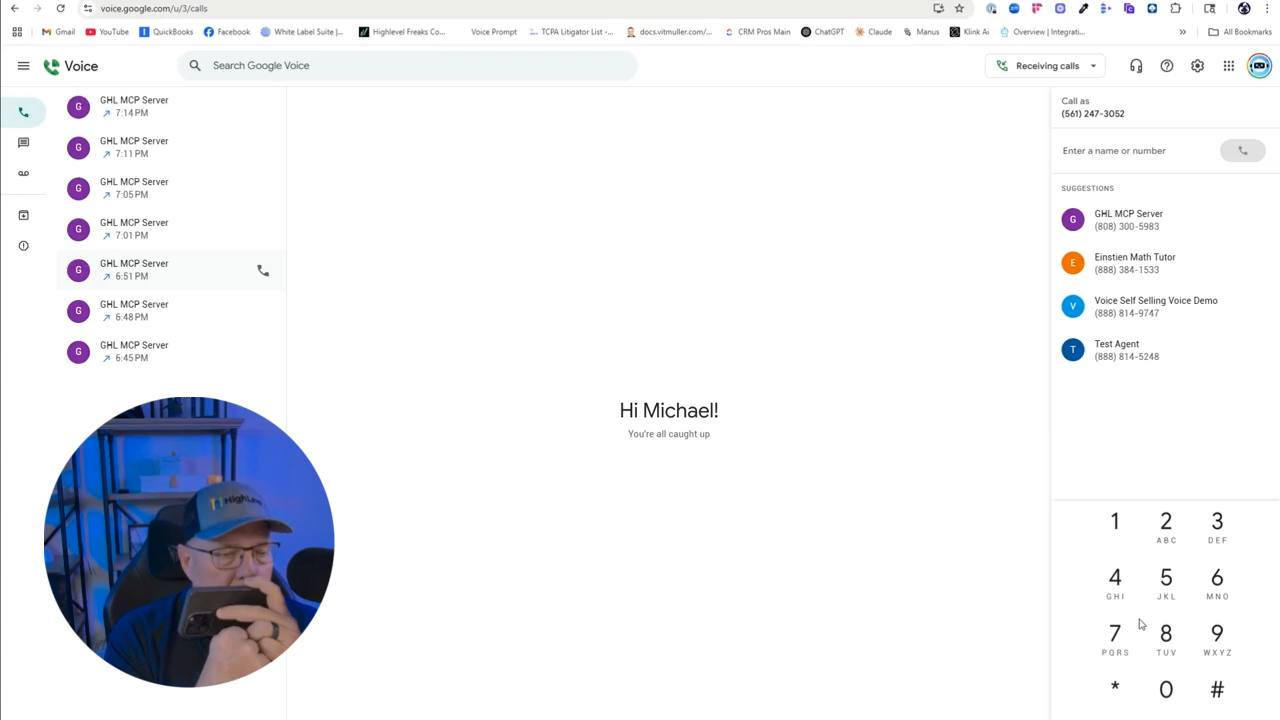 voice.google.com/u/3/calls
Gmail
YouTube
QuickBooks
Facebook
White Label Suite |...
Highlevel Freaks Co...
Voice Prompt
TCPA Litigator List -...
docs.vitmuller.com/...
CRM Pros Main
ChatGPT
Claude
Manus
Klink Ai
Overview | Integrati...
All Bookmarks
Voice
Search Google Voice
Receiving calls
G
GHL MCP Server
7:14 PM
G
GHL MCP Server
7:11 PM
G
GHL MCP Server
7:05 PM
G
GHL MCP Server
7:01 PM
G
GHL MCP Server
6:51 PM
G
GHL MCP Server
6:48 PM
G
GHL MCP Server
6:45 PM
Hi Michael!
You're all caught up
Call as
(561) 247-3052
Enter a name or number
SUGGESTIONS
G
GHL MCP Server
(808) 300-5983
E
Einstien Math Tutor
(888) 384-1533
V
Voice Self Selling Voice Demo
(888) 814-9747
T
Test Agent
(888) 814-5248
1 2 3
ABC DEF
4 5 6
GHI JKL MNO
7 8 9
PQRS TUV WXYZ
* 0 #